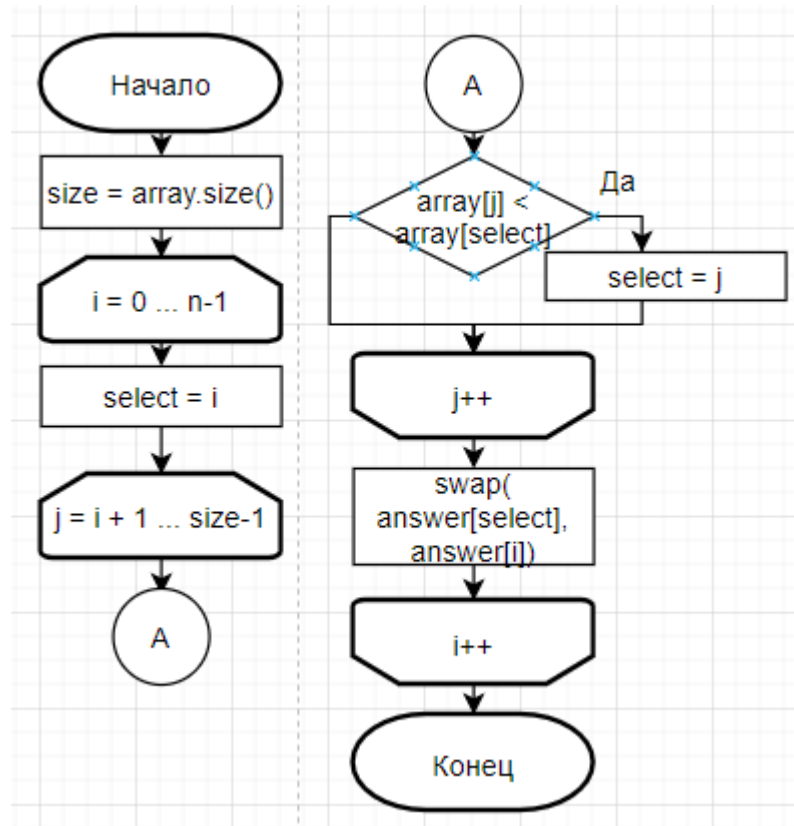 Начало
size = array.size()
i = 0 ... n-1
select = i
j = i + 1 ... size-1
A
A
array[j] <
array[select]
Да
select = j
j++
swap(
answer[select],
answer[i])
i++
Конец